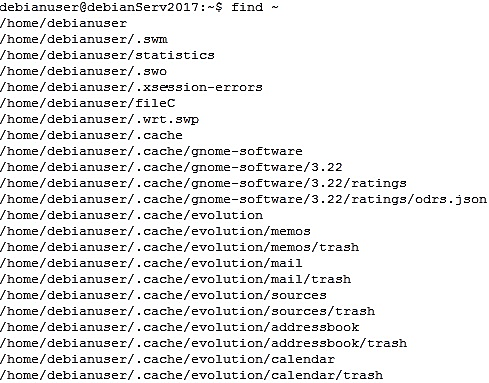 debianuser@debianServ2017:~$ find ~
/home/debianuser
/home/debianuser/.swm
/home/debianuser/statistics
/home/debianuser/.swo
/home/debianuser/.xsession-errors
/home/debianuser/fileC
/home/debianuser/.wrt.swp
/home/debianuser/.cache
/home/debianuser/.cache/gnome-software
/home/debianuser/.cache/gnome-software/3.22
/home/debianuser/.cache/gnome-software/3.22/ratings
/home/debianuser/.cache/gnome-software/3.22/ratings/odrs.json
/home/debianuser/.cache/evolution
/home/debianuser/.cache/evolution/memos
/home/debianuser/.cache/evolution/memos/trash
/home/debianuser/.cache/evolution/mail
/home/debianuser/.cache/evolution/mail/trash
/home/debianuser/.cache/evolution/sources
/home/debianuser/.cache/evolution/sources/trash
/home/debianuser/.cache/evolution/addressbook
/home/debianuser/.cache/evolution/addressbook/trash
/home/debianuser/.cache/evolution/calendar
/home/debianuser/.cache/evolution/calendar/trash